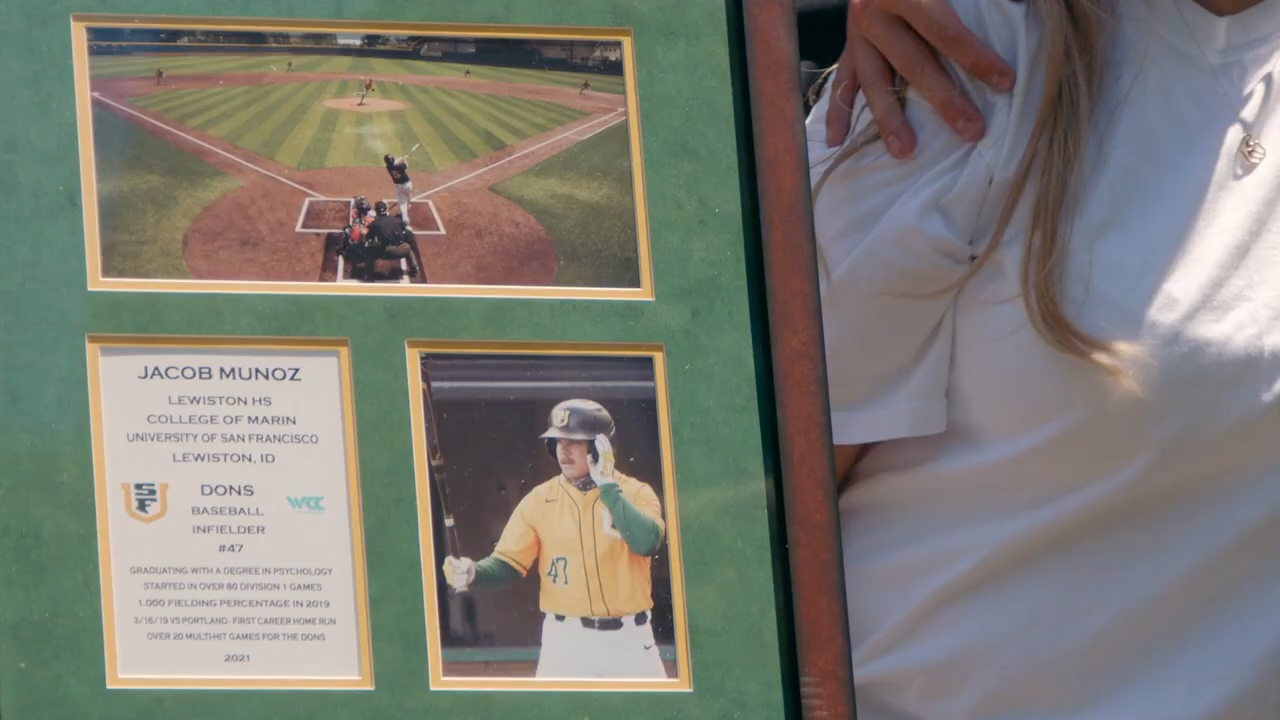 JACOB MUNOZ
LEWISTON HS
COLLEGE OF MARIN
UNIVERSITY OF SAN FRANCISCO
LEWISTON, ID
SF
DONS
WCC
BASEBALL
INFIELDER
#47
GRADUATING WITH A DEGREE IN PSYCHOLOGY
STARTED IN OVER 80 DIVISION 1 GAMES
1.000 FIELDING PERCENTAGE IN 2019
3/16/19 VS PORTLAND - FIRST CAREER HOME RUN
OVER 20 MULTI-HIT GAMES FOR THE DONS
2021
47